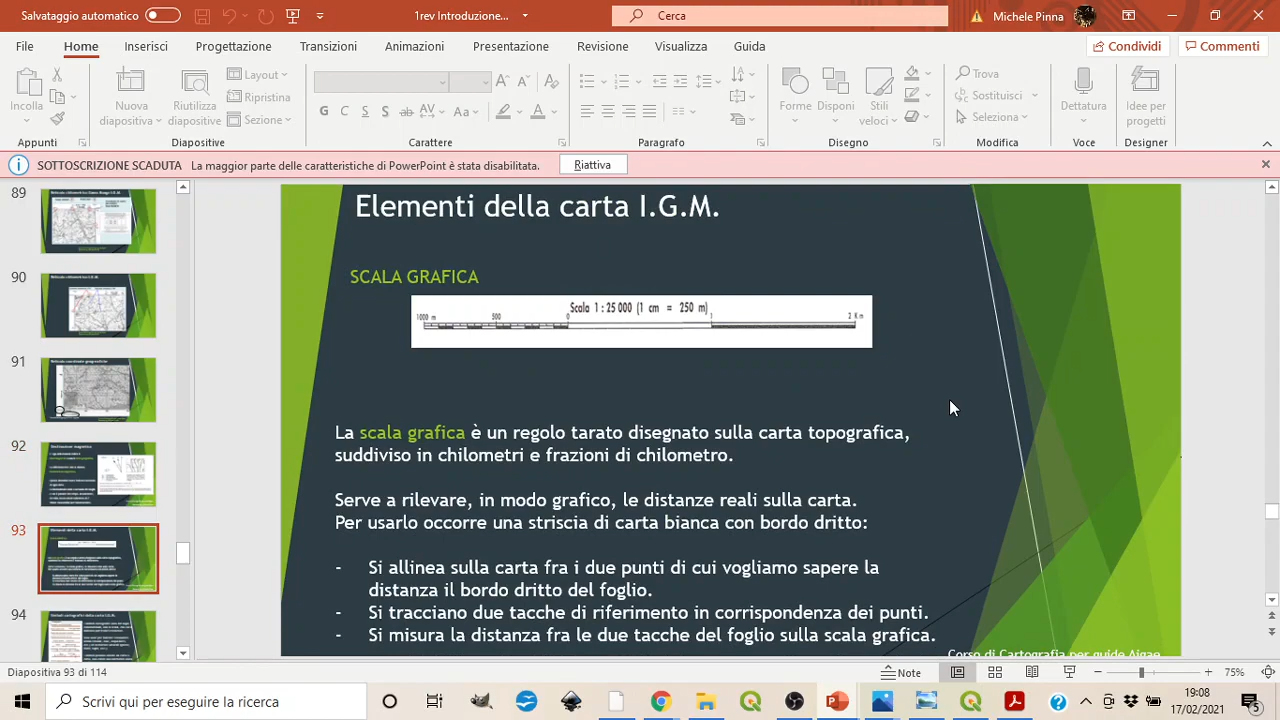 Salvataggio automatico
Trevi Introduzione...
Cerca
Michele Pinna
File Home Inserisci Progettazione Transizioni Animazioni Presentazione Revisione Visualizza Guida
Condividi Commenti
Incolla
Nuova diapositiva
Riutilizza diapositive
Layout
Ripristina
Sezione
G C S S ab AV Aa A
Forme
Disponi
Stili veloci
Trova
Sostituisci
Seleziona
Dettatura
Idee per progetti
Appunti Diapositive Carattere Paragrafo Disegno Modifica Voce Designer
SOTTOSCRIZIONE SCADUTA La maggior parte delle caratteristiche di PowerPoint è stata disabilitata. Riattiva
89
90
91
92
93
94
Elementi della carta I.G.M.
SCALA GRAFICA
Scala 1 : 25 000 (1 cm = 250 m)
1000 m 500 0 1 2 Km
La scala grafica è un regolo tarato disegnato sulla carta topografica,
suddiviso in chilometri e frazioni di chilometro.
Serve a rilevare, in modo grafico, le distanze reali sulla carta.
Per usarlo occorre una striscia di carta bianca con bordo dritto:
- Si allinea sulla carta fra i due punti di cui vogliamo sapere la
distanza il bordo dritto del foglio.
- Si tracciano due tacche di riferimento in corrispondenza dei punti.
- Si misura la distanza fra le due tacche del foglio sulla scala grafica.
Corso di Cartografia per guide Aigae
Diapositiva 93 di 114
Note
75%
Scrivi qui per eseguire la ricerca
19:08
17/02/2021
5